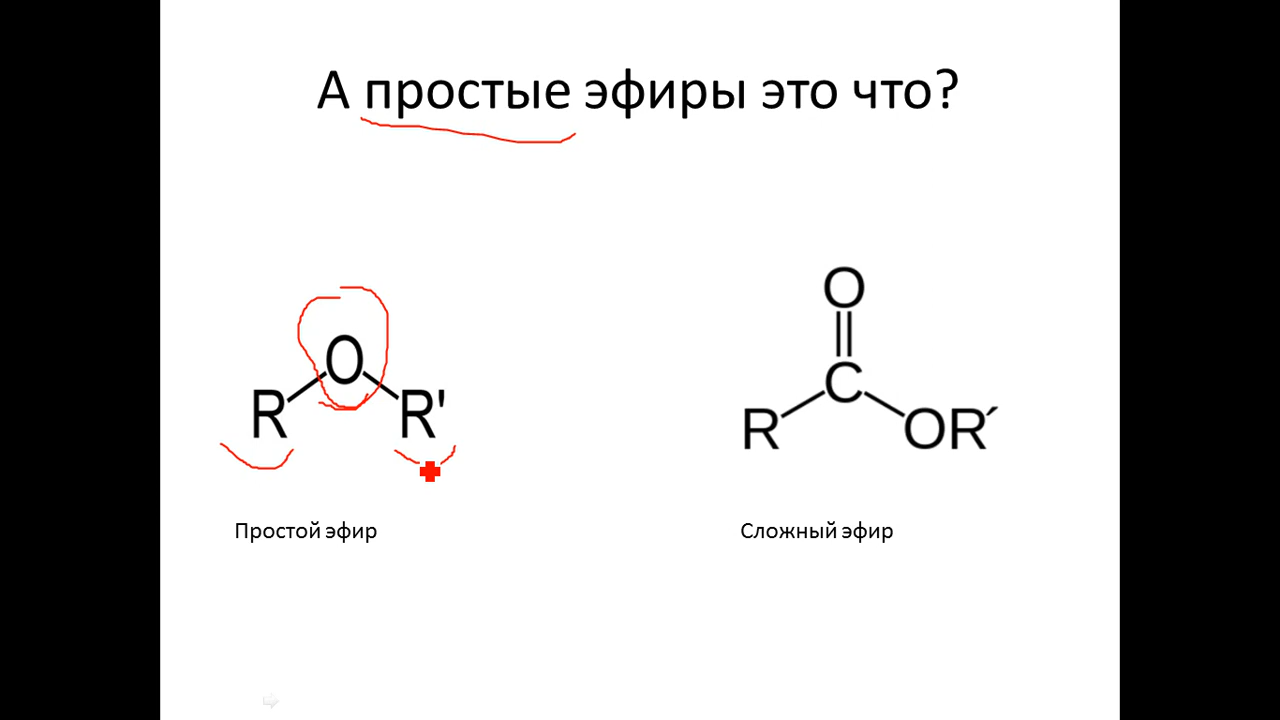 А простые эфиры это что?
O
R R'
Простой эфир
O
C
R OR´
Сложный эфир